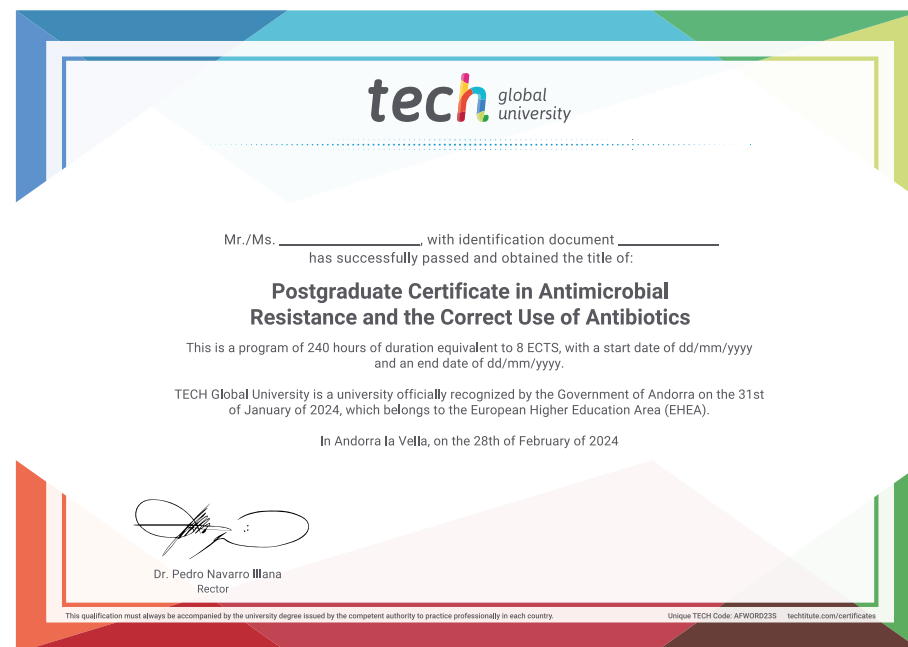 tech global university
Mr./Ms. ____________________, with identification document ______________
has successfully passed and obtained the title of:
Postgraduate Certificate in Antimicrobial
Resistance and the Correct Use of Antibiotics
This is a program of 240 hours of duration equivalent to 8 ECTS, with a start date of dd/mm/yyyy
and an end date of dd/mm/yyyy.
TECH Global University is a university officially recognized by the Government of Andorra on the 31st
of January of 2024, which belongs to the European Higher Education Area (EHEA).
In Andorra la Vella, on the 28th of February of 2024
Dr. Pedro Navarro Illana
Rector
This qualification must always be accompanied by the university degree issued by the competent authority to practice professionally in each country. Unique TECH Code: AFWORD23S techtitute.com/certificates